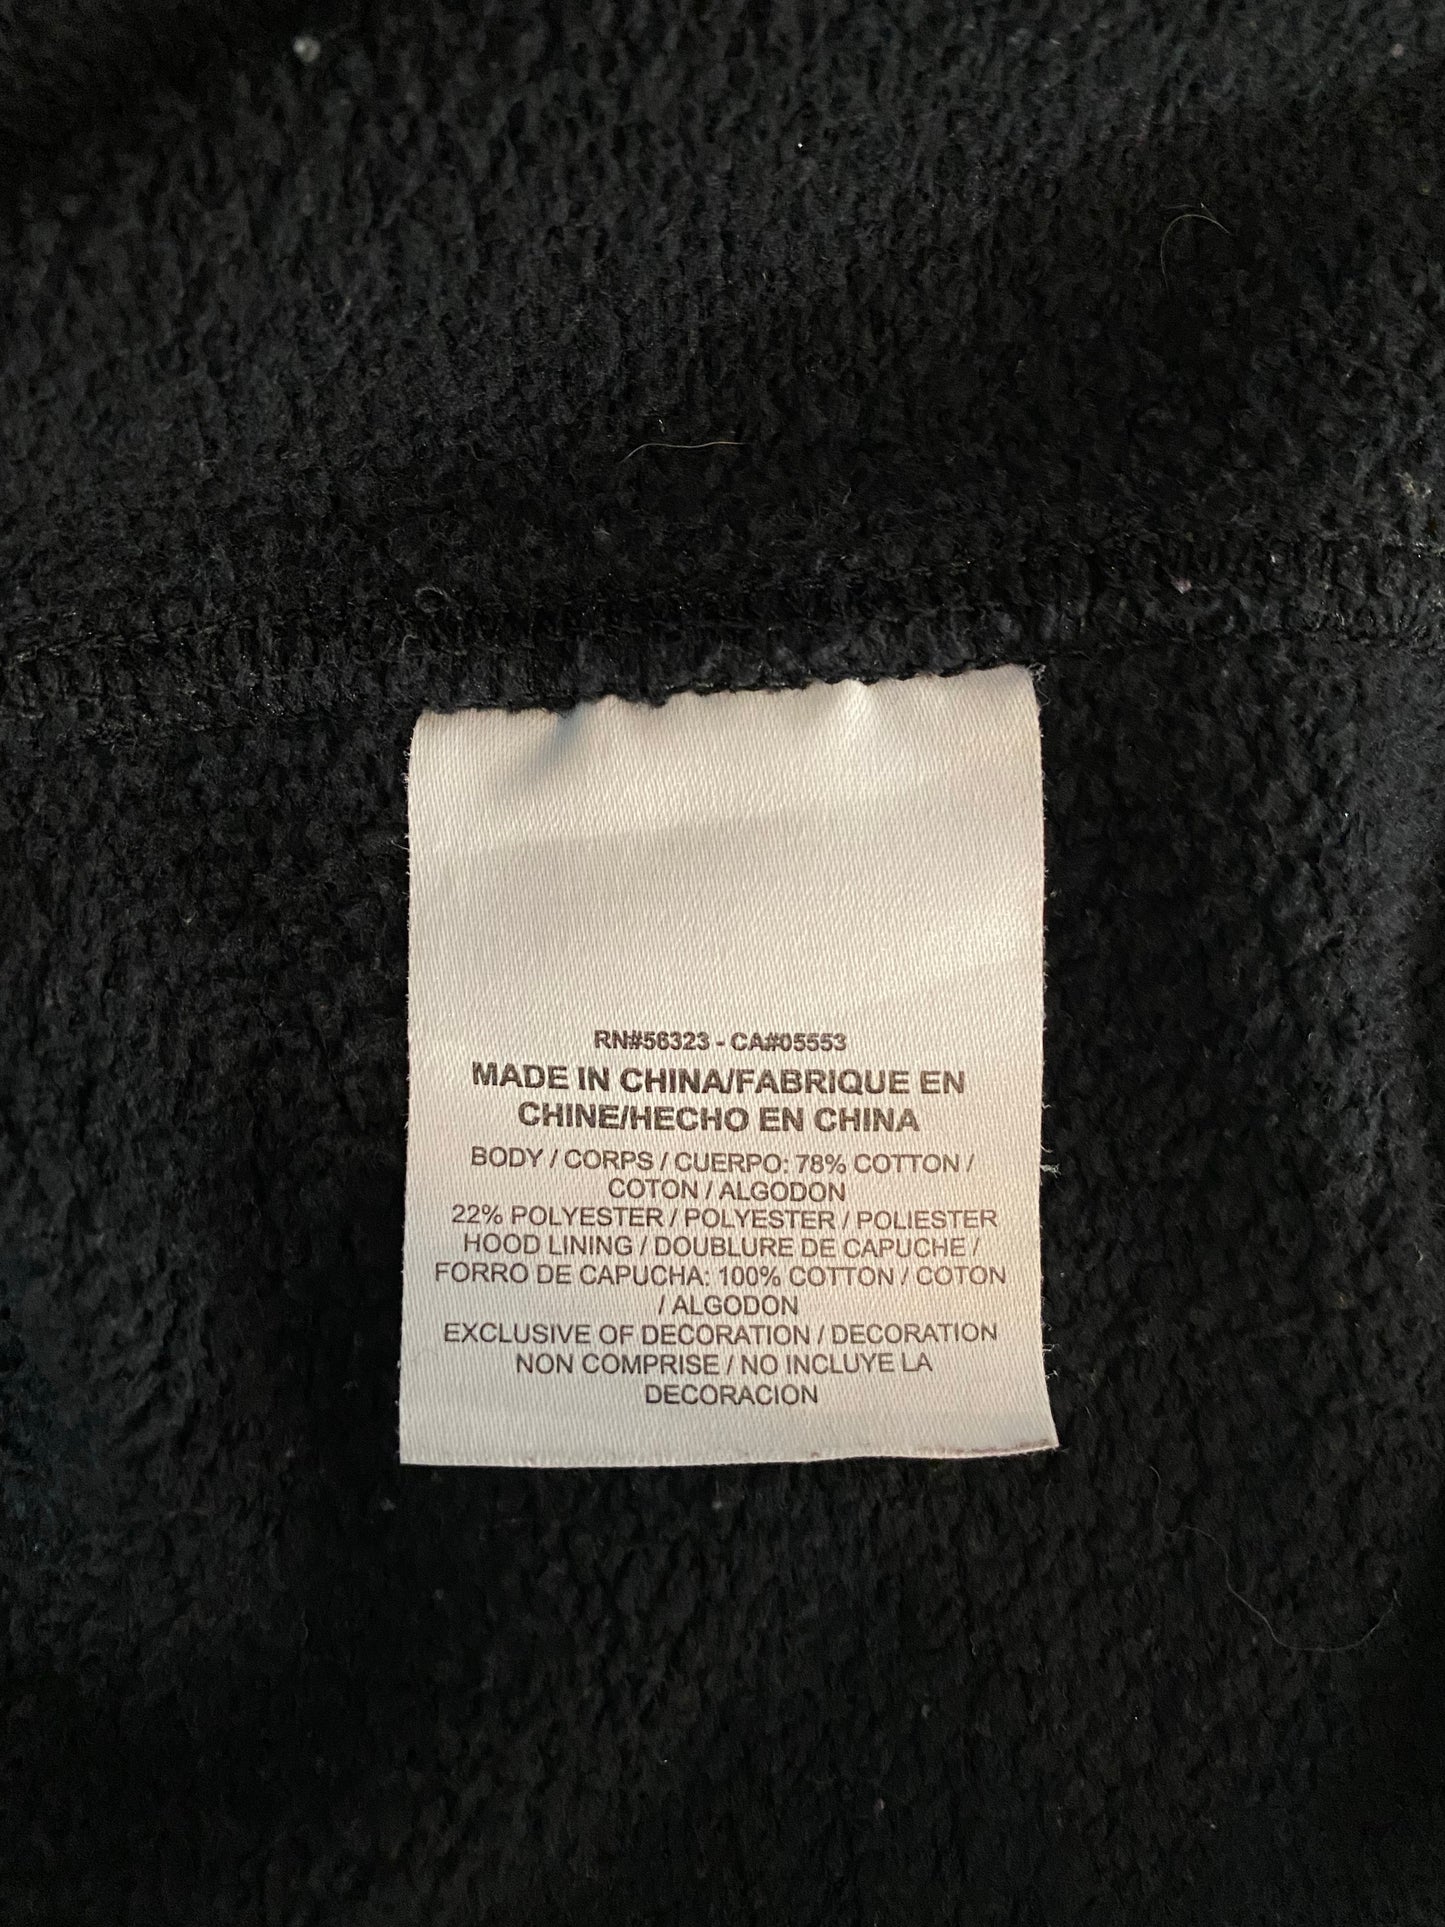 RN#56323 - CA#05553
MADE IN CHINA/FABRIQUE EN
CHINE/HECHO EN CHINA
BODY / CORPS / CUERPO: 78% COTTON /
COTON / ALGODON
22% POLYESTER / POLYESTER / POLIESTER
HOOD LINING / DOUBLURE DE CAPUCHE /
FORRO DE CAPUCHA: 100% COTTON / COTON
/ ALGODON
EXCLUSIVE OF DECORATION / DECORATION
NON COMPRISE / NO INCLUYE LA
DECORACION